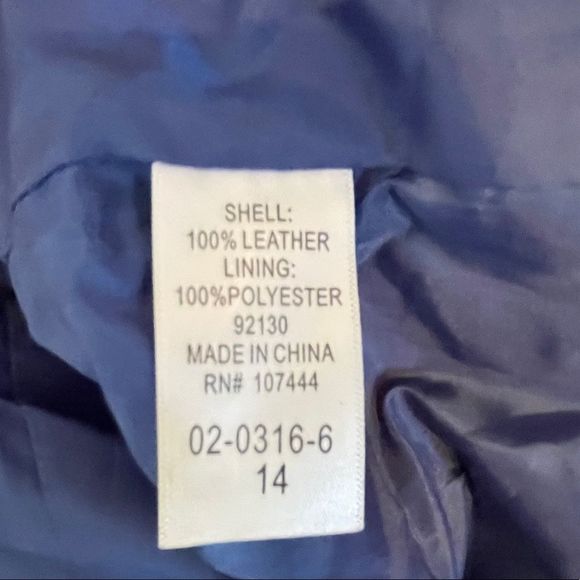 SHELL:
100% LEATHER
LINING:
100%POLYESTER
92130
MADE IN CHINA
RN# 107444
02-0316-6
14